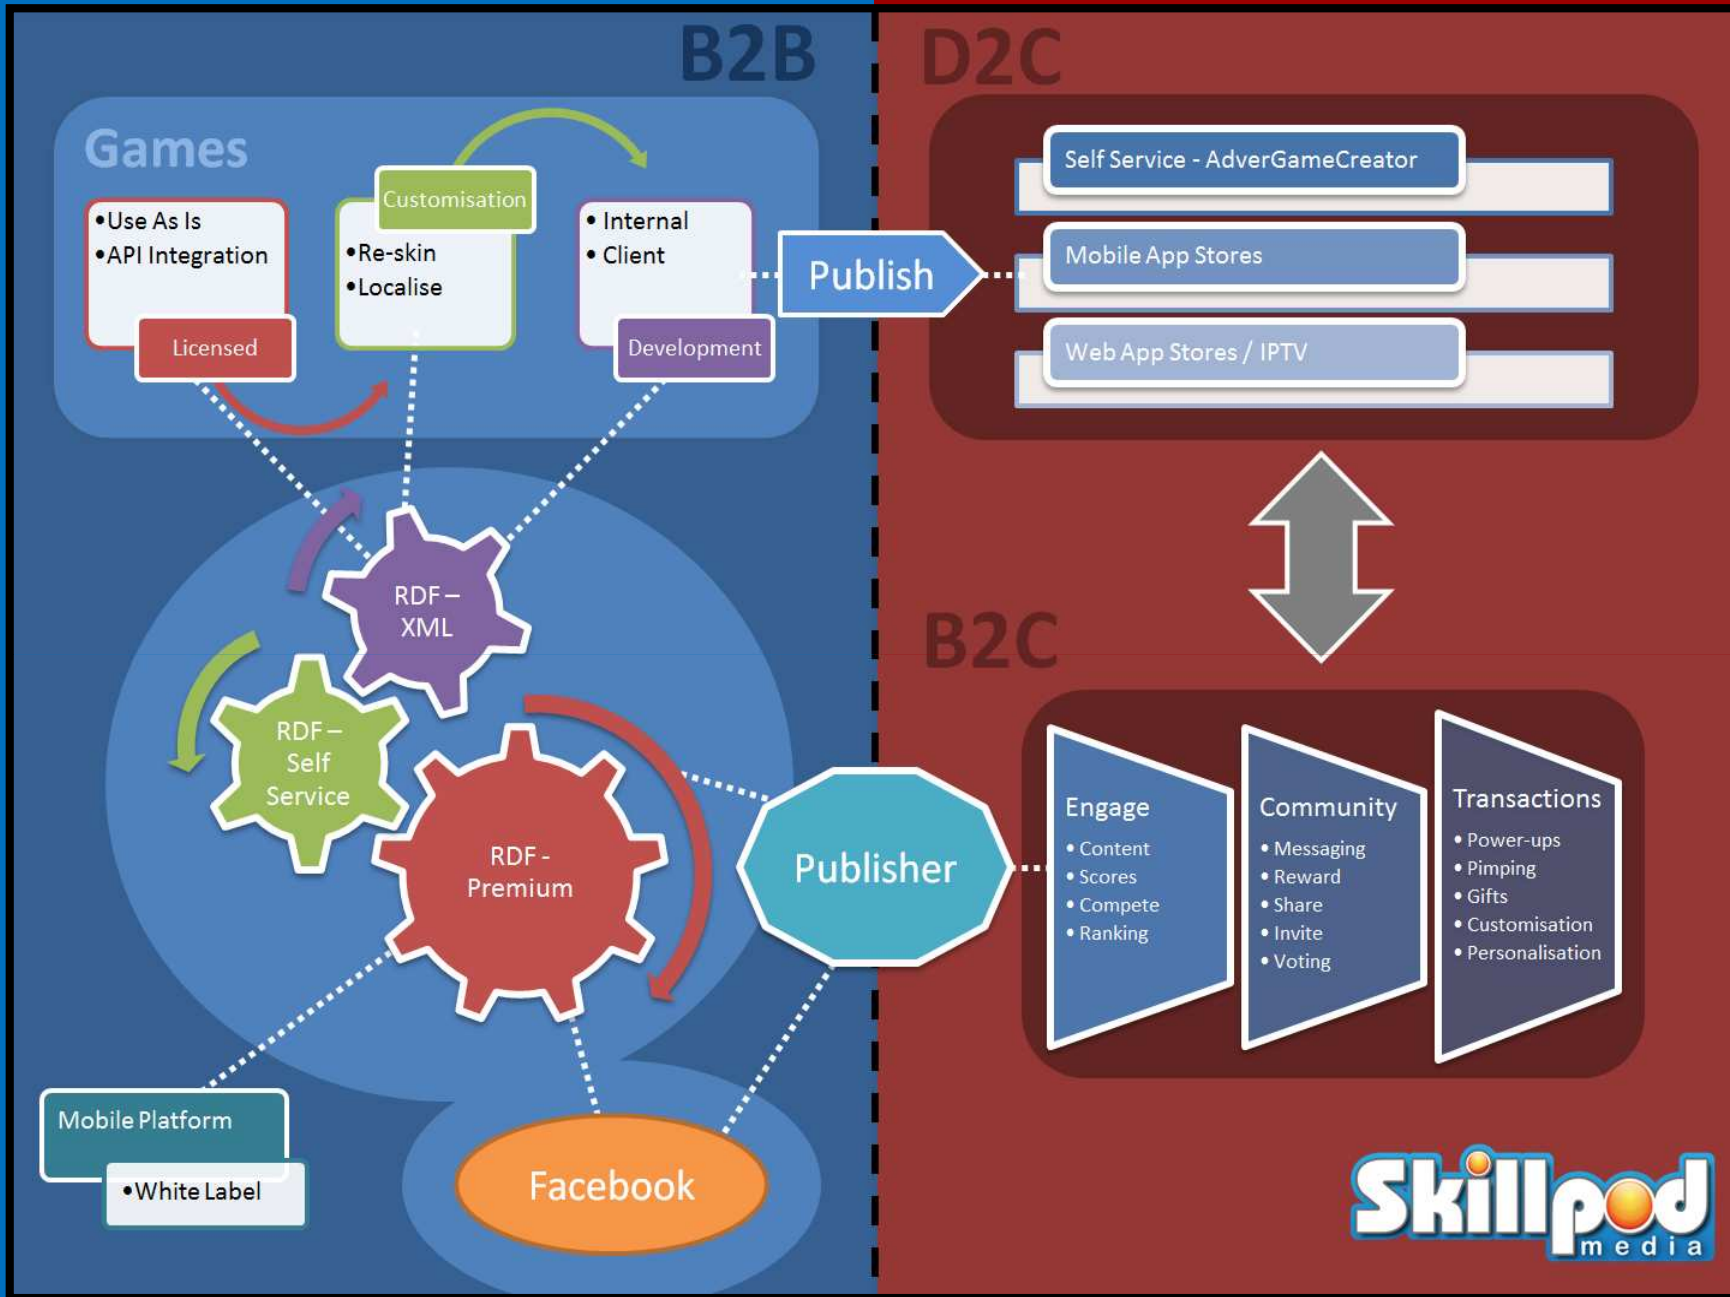 B2B
D2C
Games
Customisation
•Use As Is
•API Integration
Licensed
•Re-skin
•Localise
• Internal
• Client
Development
Publish
Self Service - AdverGameCreator
Mobile App Stores
Web App Stores / IPTV
RDF –
XML
RDF –
Self
Service
RDF -
Premium
Publisher
Mobile Platform
•White Label
Facebook
B2C
Engage
• Content
• Scores
• Compete
• Ranking
Community
• Messaging
• Reward
• Share
• Invite
• Voting
Transactions
• Power-ups
• Pimping
• Gifts
• Customisation
• Personalisation
Skillpod
media